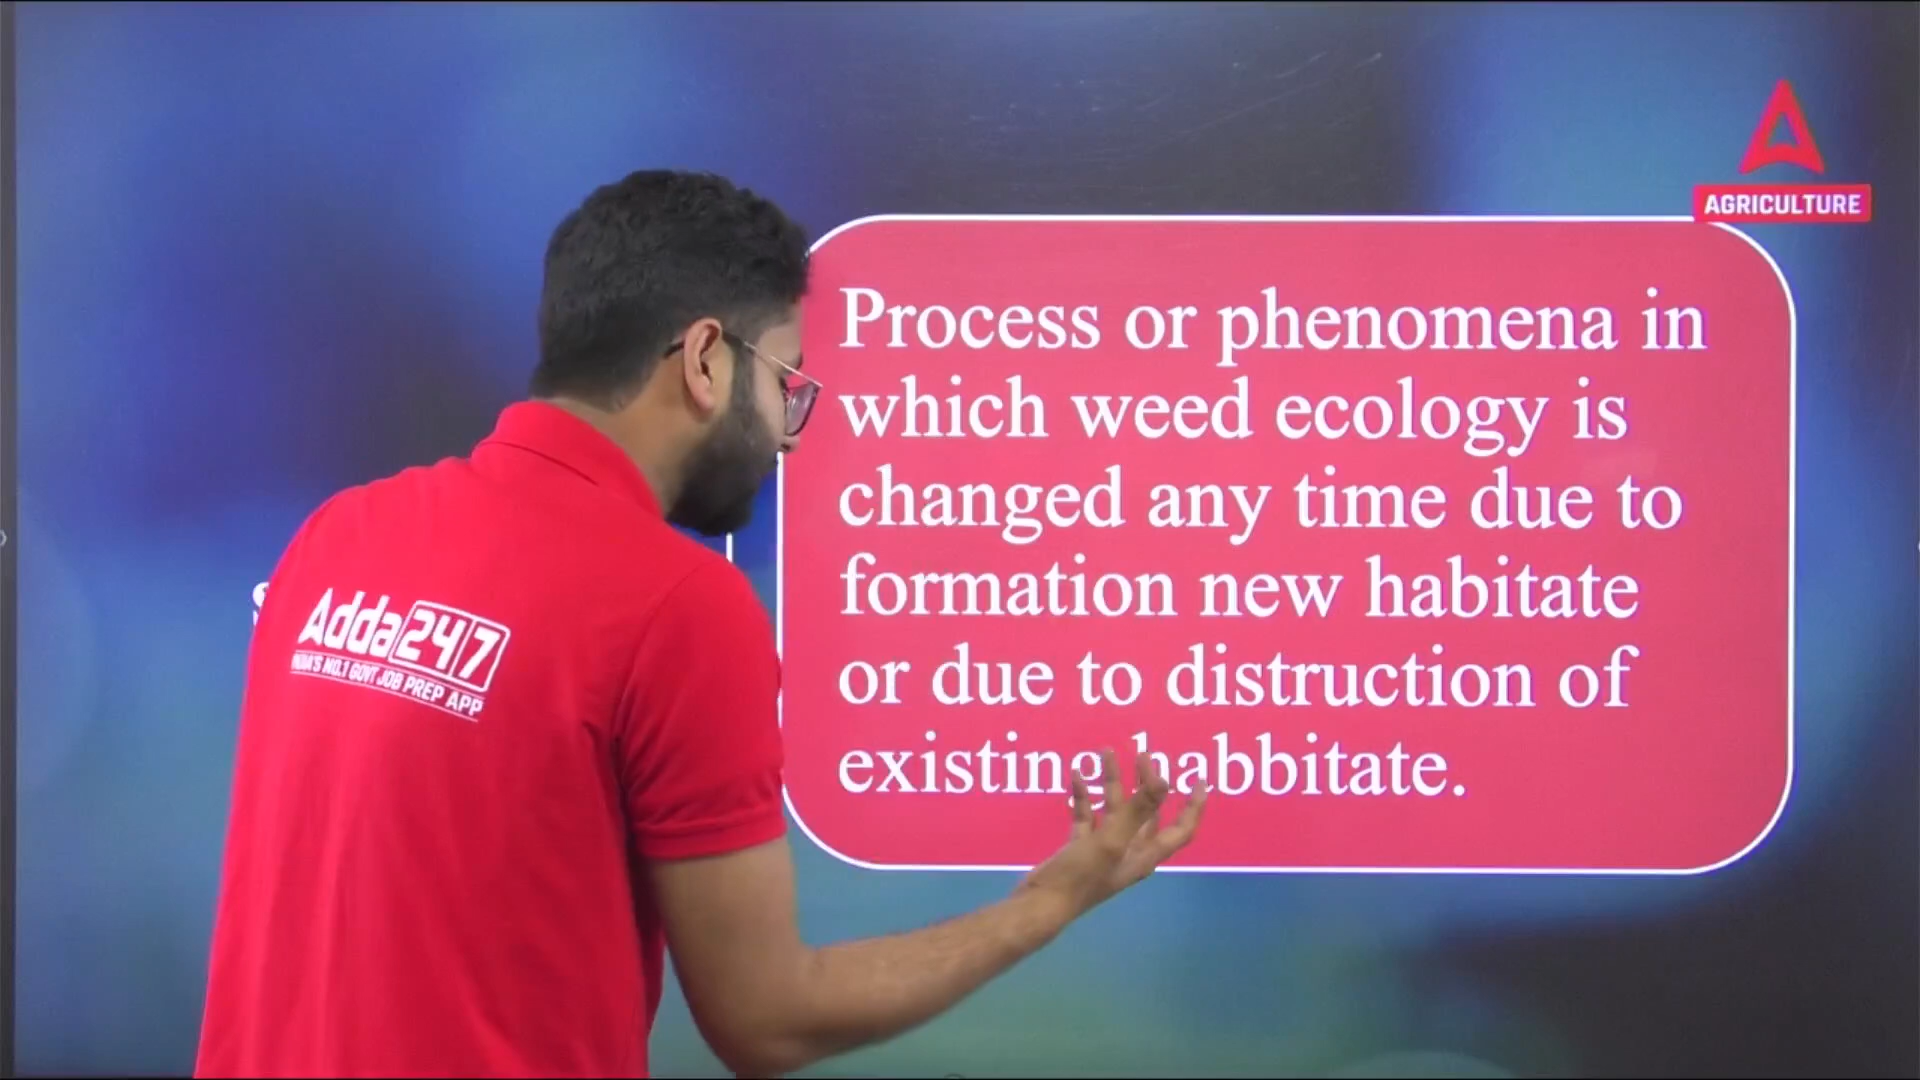 AGRICULTURE
Process or phenomena in
which weed ecology is
changed any time due to
formation new habitate
or due to distruction of
existing habbitate.
Adda247
INDIA'S NO.1 GOVT JOB PREP APP